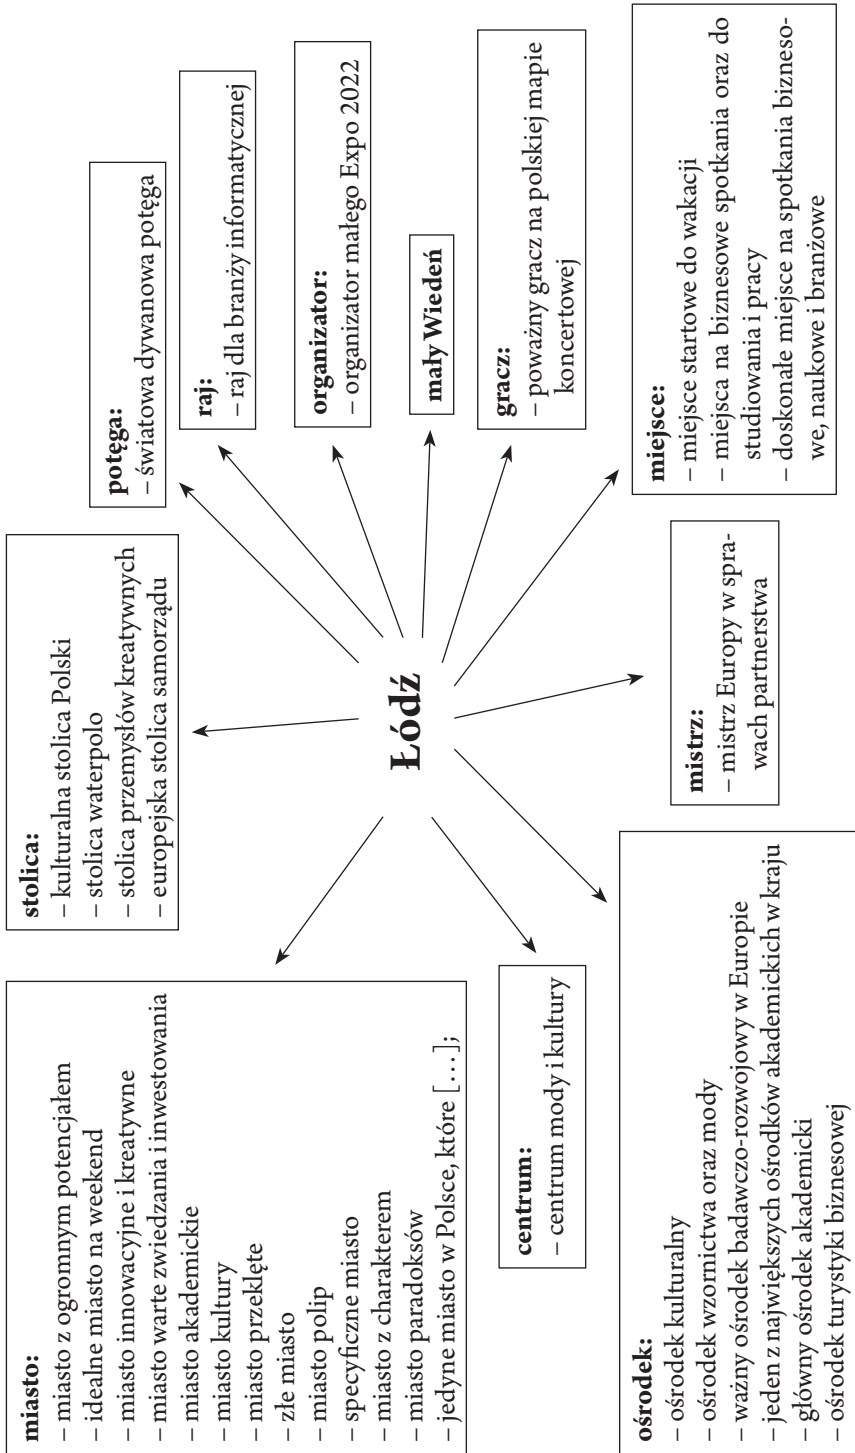 miasto:
– miasto z ogromnym potencjałem
– idealne miasto na weekend
– miasto innowacyjne i kreatywne
– miasto warte zwiedzania i inwestowania
– miasto akademickie
– miasto kultury
– miasto przeklęte
– złe miasto
– miasto polip
– specyficzne miasto
– miasto z charakterem
– miasto paradoksów
– jedyne miasto w Polsce, które […];
stolica:
– kulturalna stolica Polski
– stolica waterpolo
– stolica przemysłów kreatywnych
– europejska stolica samorządu
potęga:
– światowa dywanowa potęga
raj:
– raj dla branży informatycznej
organizator:
– organizator małego Expo 2022
mały Wiedeń
gracz:
– poważny gracz na polskiej mapie
koncertowej
Łódź
centrum:
– centrum mody i kultury
ośrodek:
– ośrodek kulturalny
– ośrodek wzornictwa oraz mody
– ważny ośrodek badawczo-rozwojowy w Europie
– jeden z największych ośrodków akademickich w kraju
– główny ośrodek akademicki
– ośrodek turystyki biznesowej
mistrz:
– mistrz Europy w spra-
wach partnerstwa
miejsce:
– miejsce startowe do wakacji
– miejsca na biznesowe spotkania oraz do
studiowania i pracy
– doskonałe miejsce na spotkania bizneso-
we, naukowe i branżowe